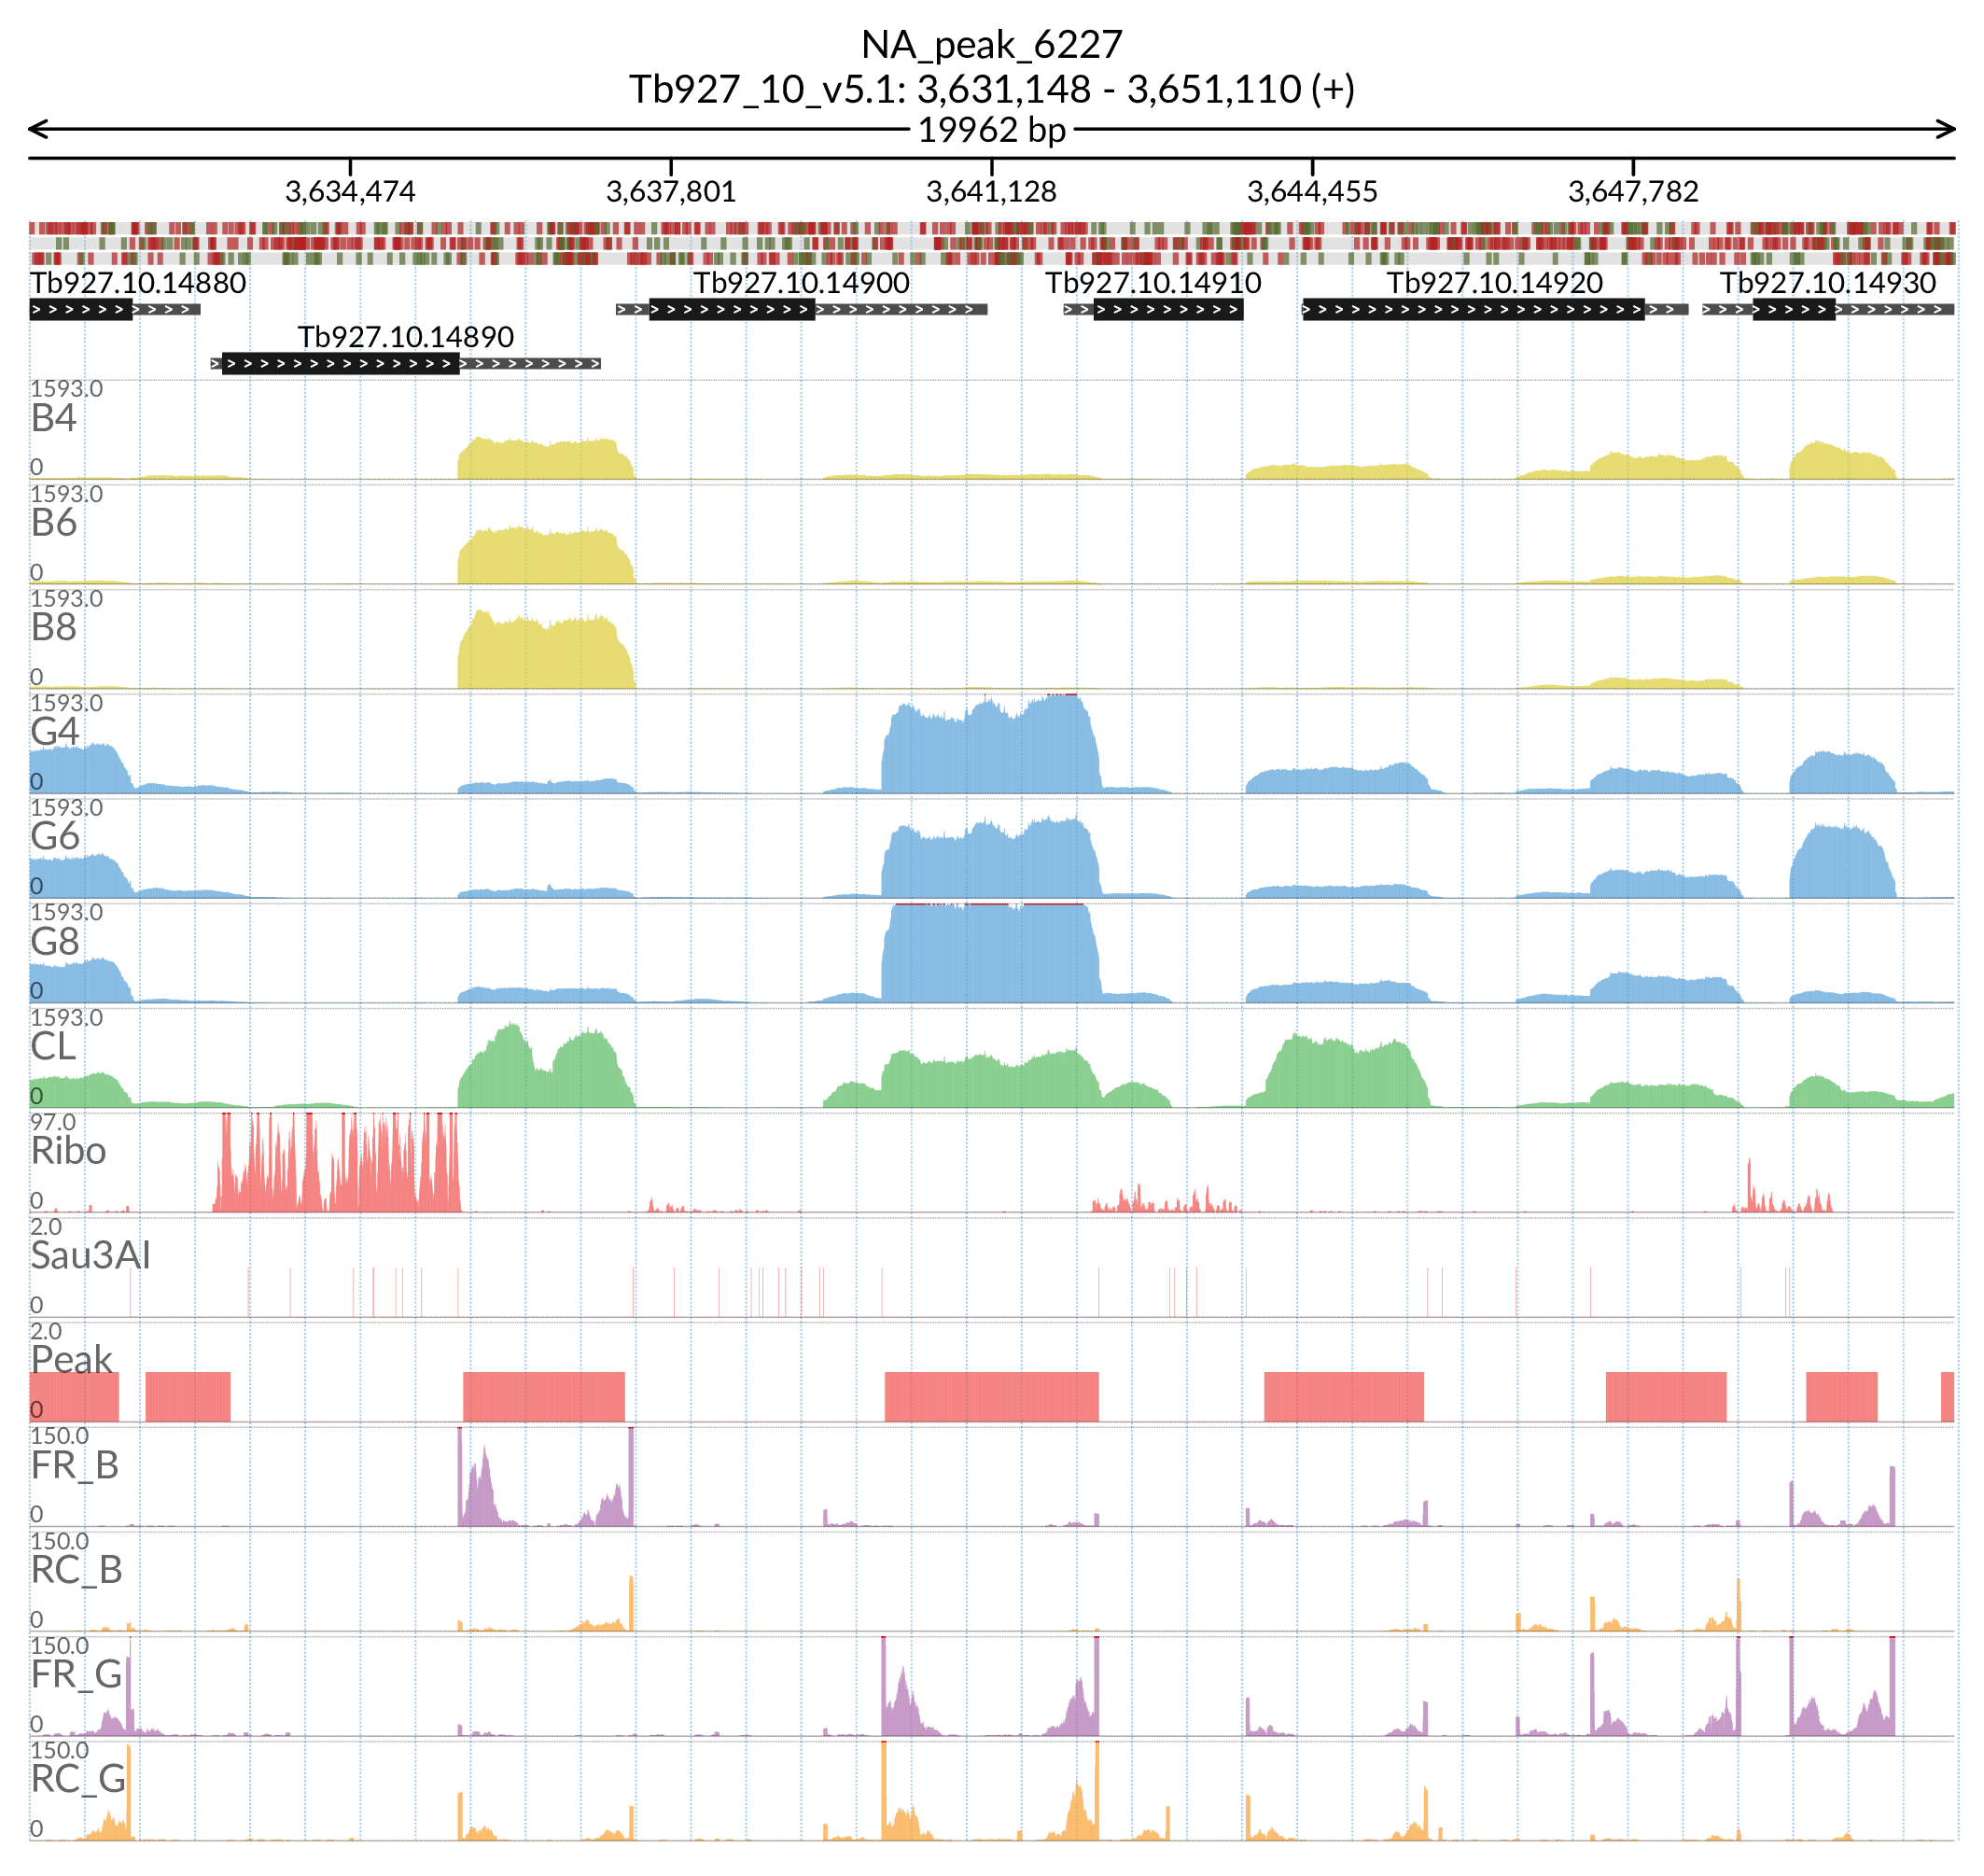 NA_peak_6227
Tb927_10_v5.1: 3,631,148 - 3,651,110 (+)
19962 bp
3,634,474 3,637,801 3,641,128 3,644,455 3,647,782
Tb927.10.14880 Tb927.10.14900 Tb927.10.14910 Tb927.10.14920 Tb927.10.14930
Tb927.10.14890
1593.0
B4
0
1593.0
B6
0
1593.0
B8
0
1593.0
G4
0
1593.0
G6
0
1593.0
G8
0
1593.0
CL
0
97.0
Ribo
0
2.0
Sau3AI
0
2.0
Peak
0
150.0
FR_B
0
150.0
RC_B
0
150.0
FR_G
0
150.0
RC_G
0